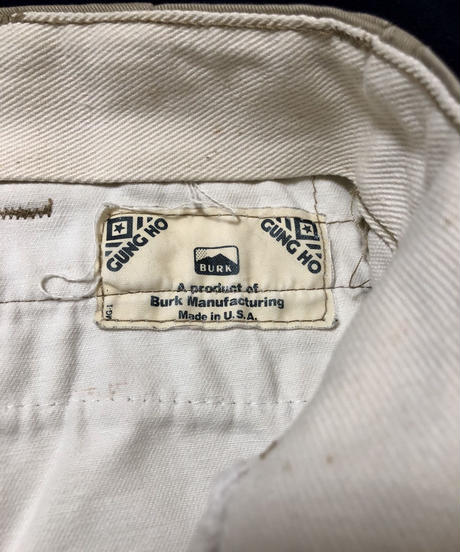 GUNG HO
GUNG HO
BURK
A product of
Burk Manufacturing
Made in U.S.A.